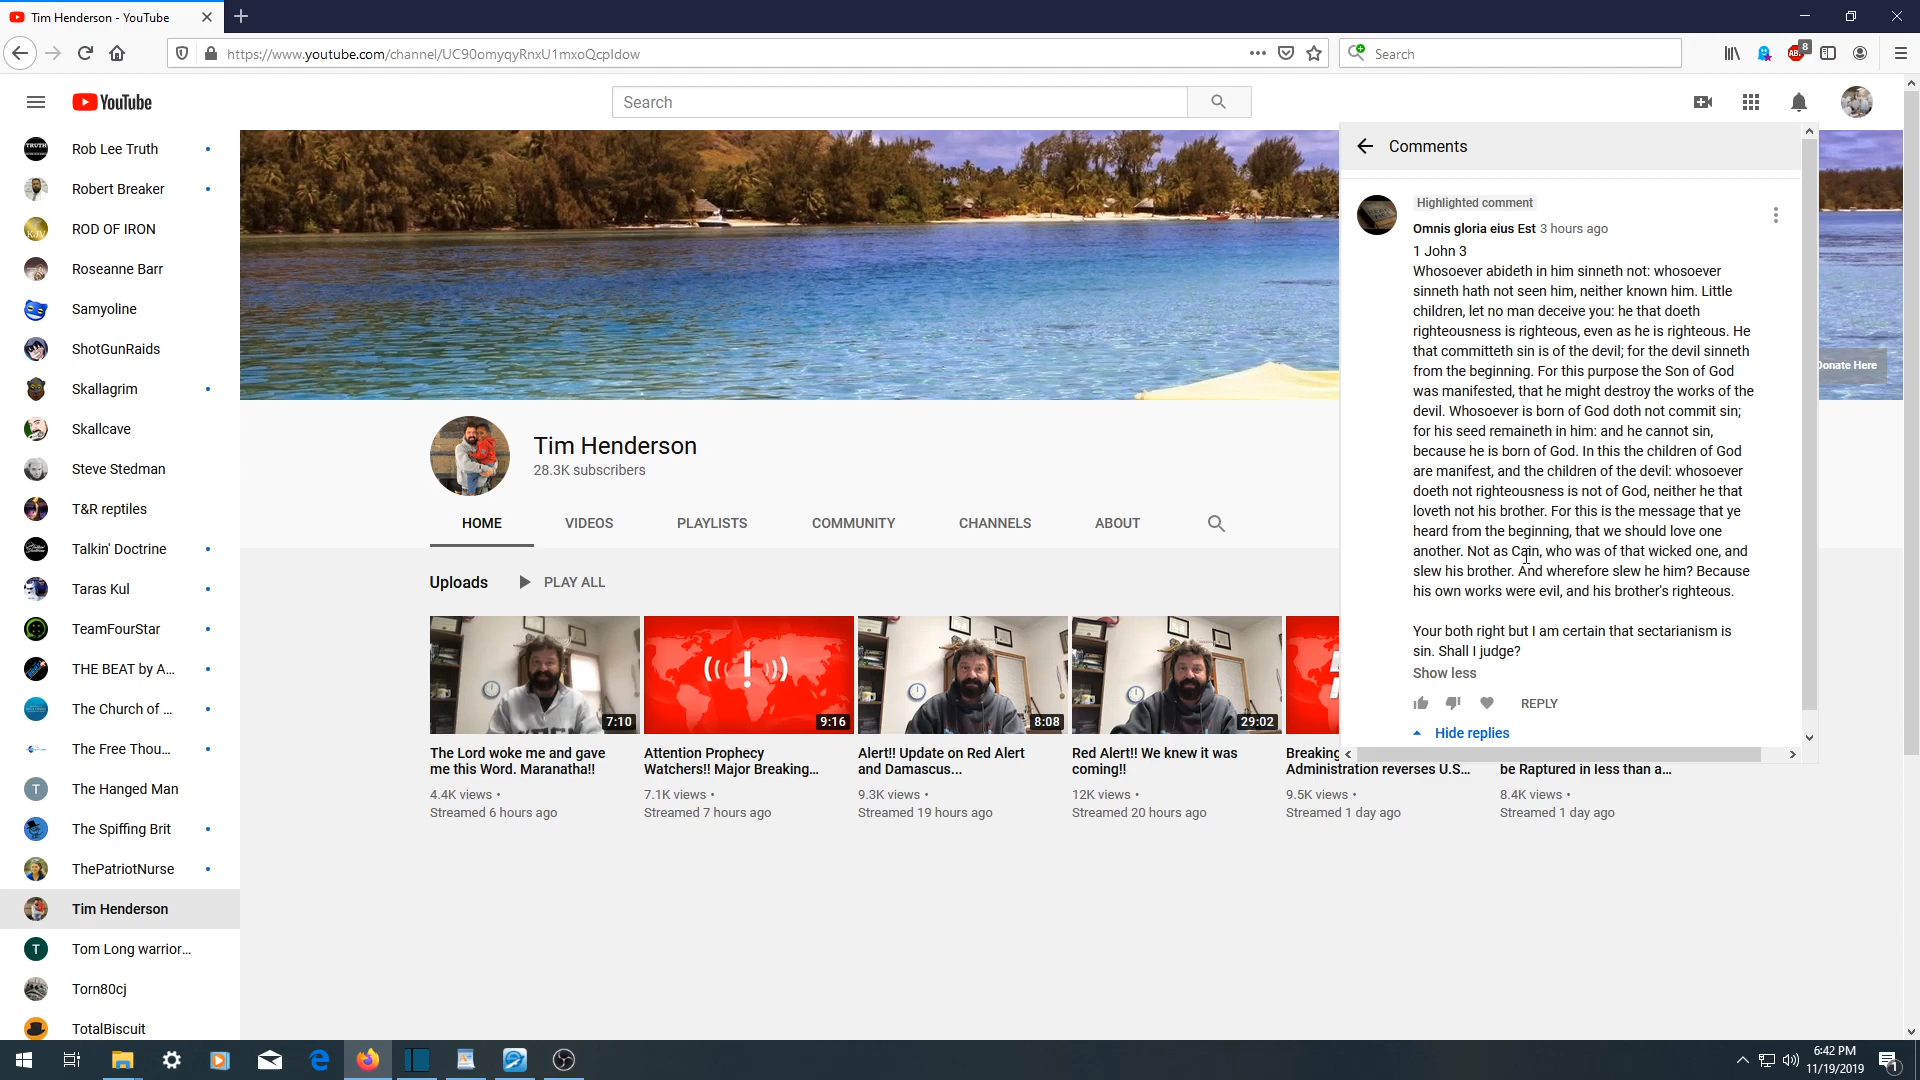 Tim Henderson - YouTube
https://www.youtube.com/channel/UC90omyqyRnxU1mxoQcpIdow
Search
8
YouTube
Search
Rob Lee Truth
Robert Breaker
ROD OF IRON
Roseanne Barr
Samyoline
ShotGunRaids
Skallagrim
Skallcave
Steve Stedman
T&R reptiles
Talkin' Doctrine
Taras Kul
TeamFourStar
THE BEAT by A...
The Church of ...
The Free Thou...
T
The Hanged Man
The Spiffing Brit
ThePatriotNurse
Tim Henderson
T
Tom Long warrior...
Torn80cj
TotalBiscuit
Donate Here
Tim Henderson
28.3K subscribers
HOME VIDEOS PLAYLISTS COMMUNITY CHANNELS ABOUT
Uploads PLAY ALL
7:10
The Lord woke me and gave
me this Word. Maranatha!!
4.4K views •
Streamed 6 hours ago
9:16
Attention Prophecy
Watchers!! Major Breaking...
7.1K views •
Streamed 7 hours ago
8:08
Alert!! Update on Red Alert
and Damascus...
9.3K views •
Streamed 19 hours ago
29:02
Red Alert!! We knew it was
coming!!
12K views •
Streamed 20 hours ago
Breaking
Administration reverses U.S...
9.5K views •
Streamed 1 day ago
be Raptured in less than a...
8.4K views •
Streamed 1 day ago
Comments
Highlighted comment
Omnis gloria eius Est 3 hours ago
1 John 3
Whosoever abideth in him sinneth not: whosoever
sinneth hath not seen him, neither known him. Little
children, let no man deceive you: he that doeth
righteousness is righteous, even as he is righteous. He
that committeth sin is of the devil; for the devil sinneth
from the beginning. For this purpose the Son of God
was manifested, that he might destroy the works of the
devil. Whosoever is born of God doth not commit sin;
for his seed remaineth in him: and he cannot sin,
because he is born of God. In this the children of God
are manifest, and the children of the devil: whosoever
doeth not righteousness is not of God, neither he that
loveth not his brother. For this is the message that ye
heard from the beginning, that we should love one
another. Not as Cain, who was of that wicked one, and
slew his brother. And wherefore slew he him? Because
his own works were evil, and his brother's righteous.
Your both right but I am certain that sectarianism is
sin. Shall I judge?
Show less
REPLY
Hide replies
6:42 PM
11/19/2019
1